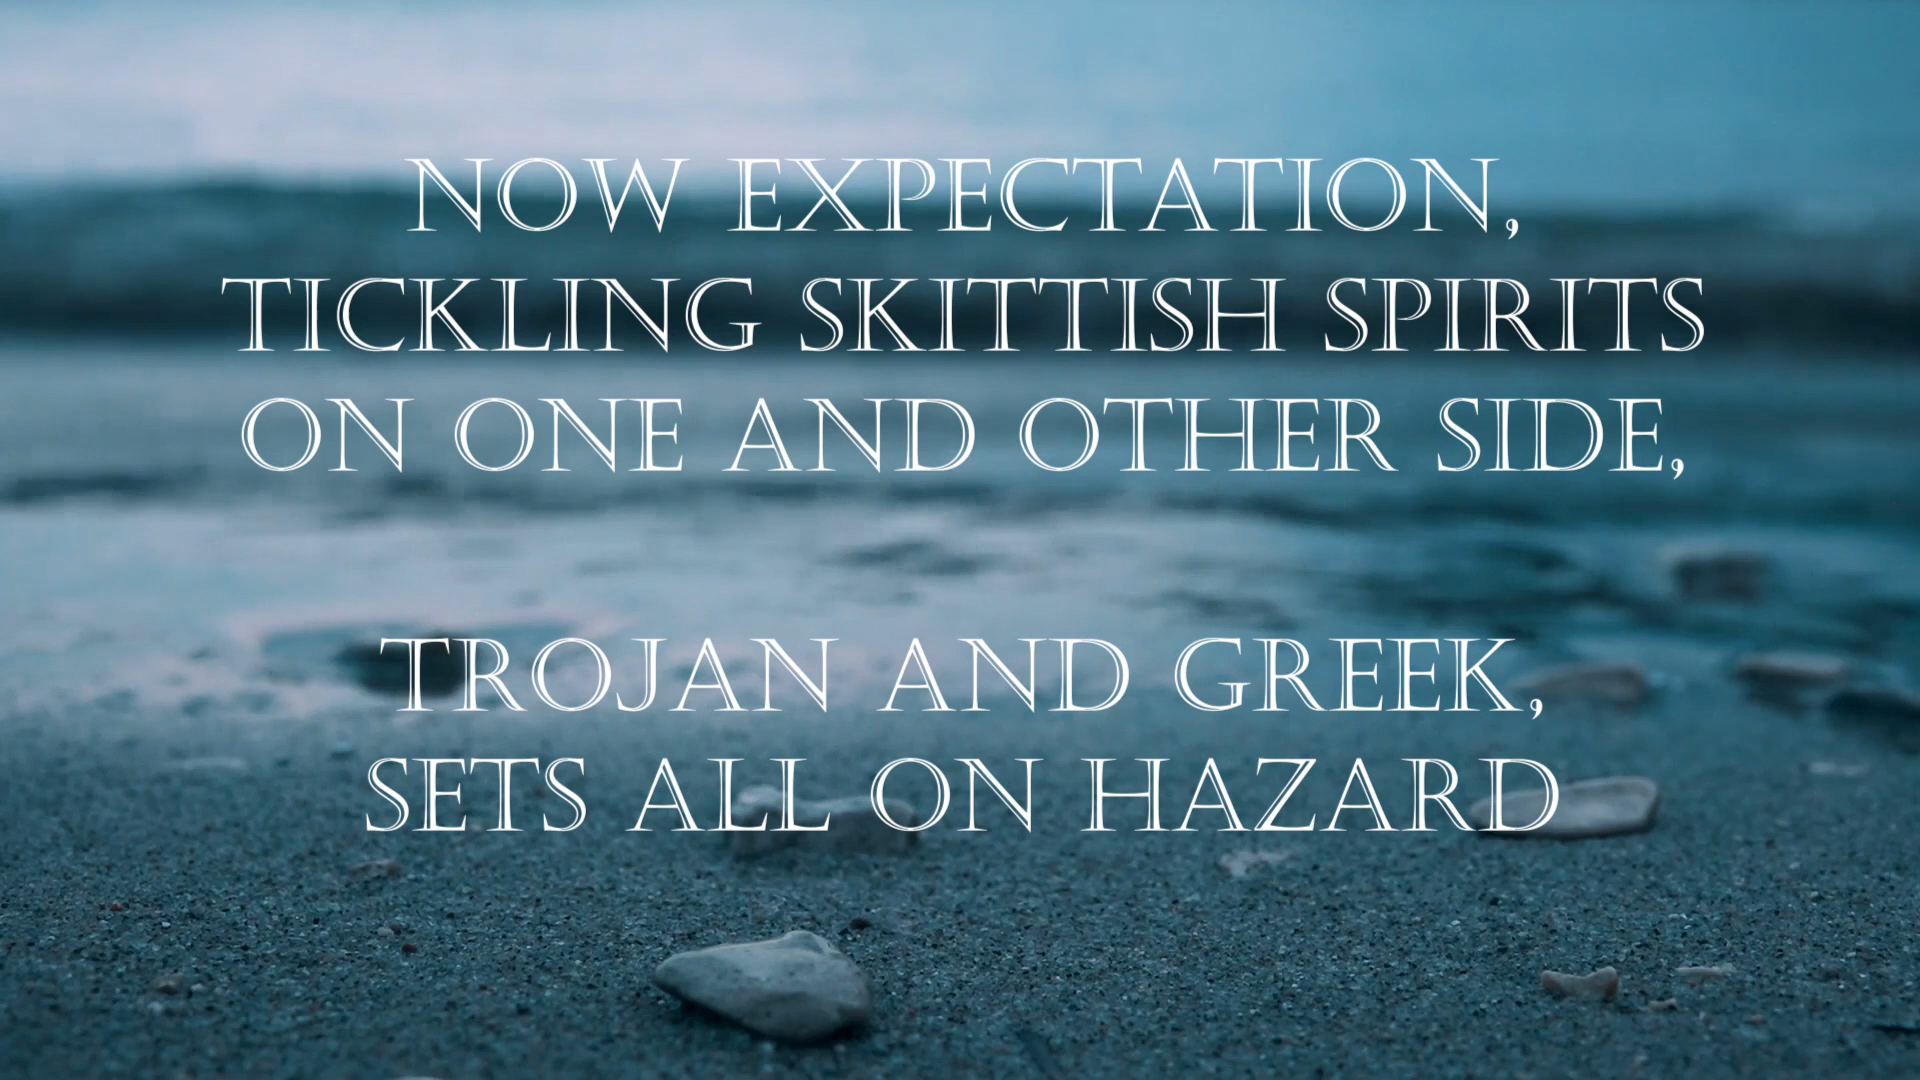 NOW EXPECTATION,
TICKLING SKITTISH SPIRITS
ON ONE AND OTHER SIDE,
TROJAN AND GREEK,
SETS ALL ON HAZARD